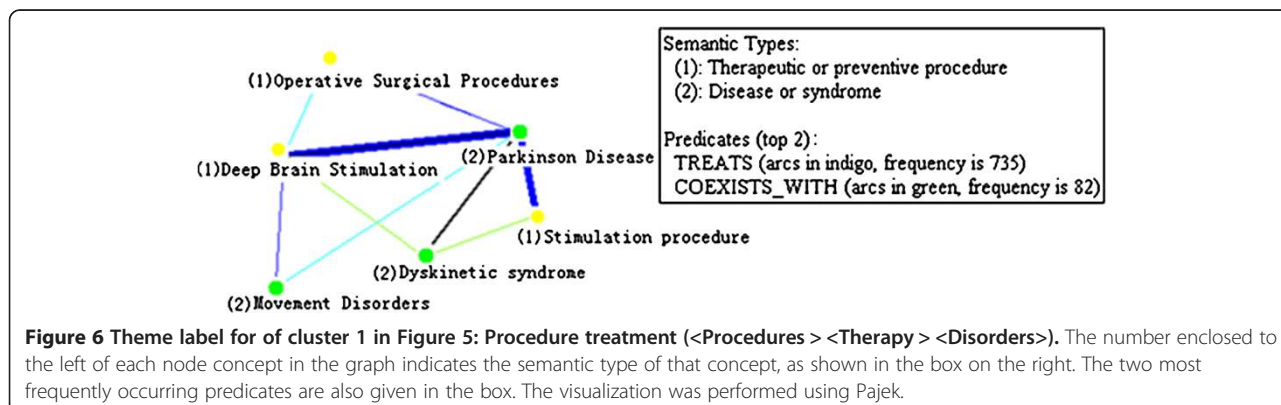 (1)Operative Surgical Procedures
(2)Parkinson Disease
(1)Deep Brain Stimulation
(1)Stimulation procedure
(2)Dyskinetic syndrome
(2)Movement Disorders
Semantic Types:
(1): Therapeutic or preventive procedure
(2): Disease or syndrome
Predicates (top 2):
TREATS (arcs in indigo, frequency is 735)
COEXISTS_WITH (arcs in green, frequency is 82)
Figure 6 Theme label for of cluster 1 in Figure 5: Procedure treatment (<Procedures > <Therapy > <Disorders>). The number enclosed to
the left of each node concept in the graph indicates the semantic type of that concept, as shown in the box on the right. The two most
frequently occurring predicates are also given in the box. The visualization was performed using Pajek.